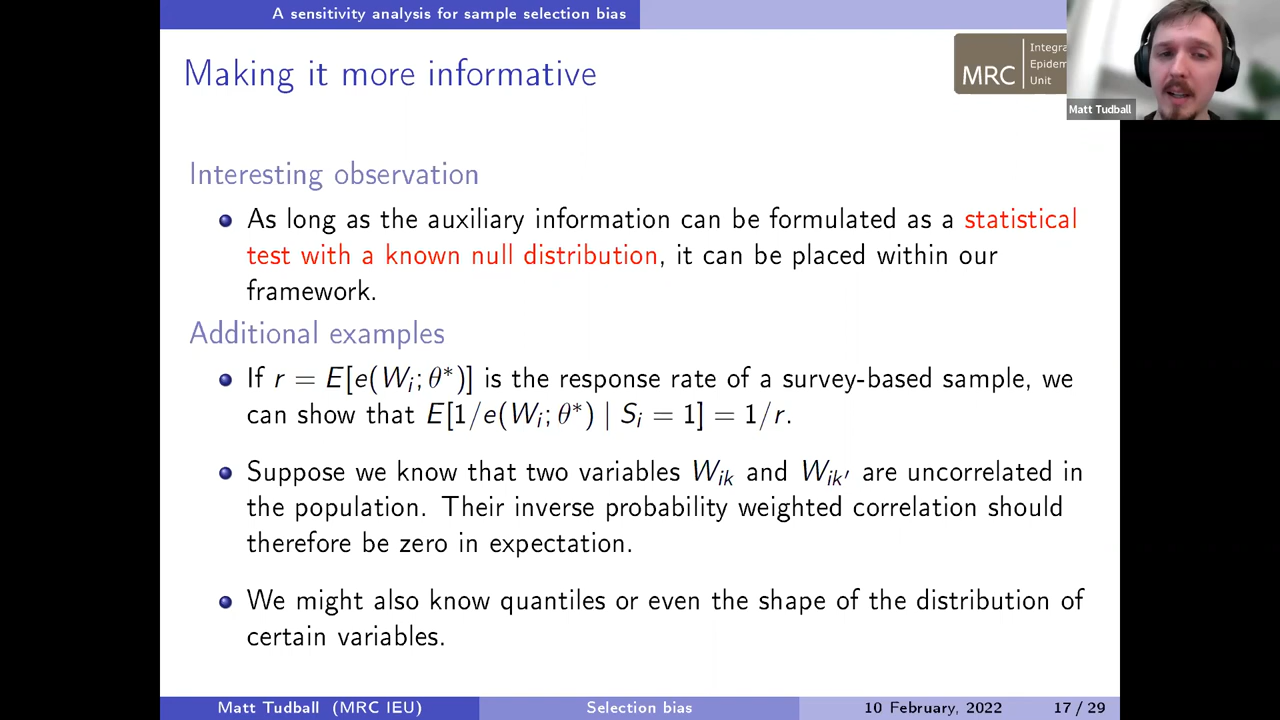 A sensitivity analysis for sample selection bias
Making it more informative
MRC
Unit
Matt Tudball
Interesting observation
As long as the auxiliary information can be formulated as a statistical
test with a known null distribution, it can be placed within our
framework.
Additional examples
If r = E[e(Wᵢ; θ*)] is the response rate of a survey-based sample, we
can show that E[1/e(Wᵢ; θ*) | Sᵢ = 1] = 1/r.
Suppose we know that two variables W_{ik} and W_{ik'} are uncorrelated in
the population. Their inverse probability weighted correlation should
therefore be zero in expectation.
We might also know quantiles or even the shape of the distribution of
certain variables.
Matt Tudball (MRC IEU) Selection bias 10 February, 2022 17 / 29